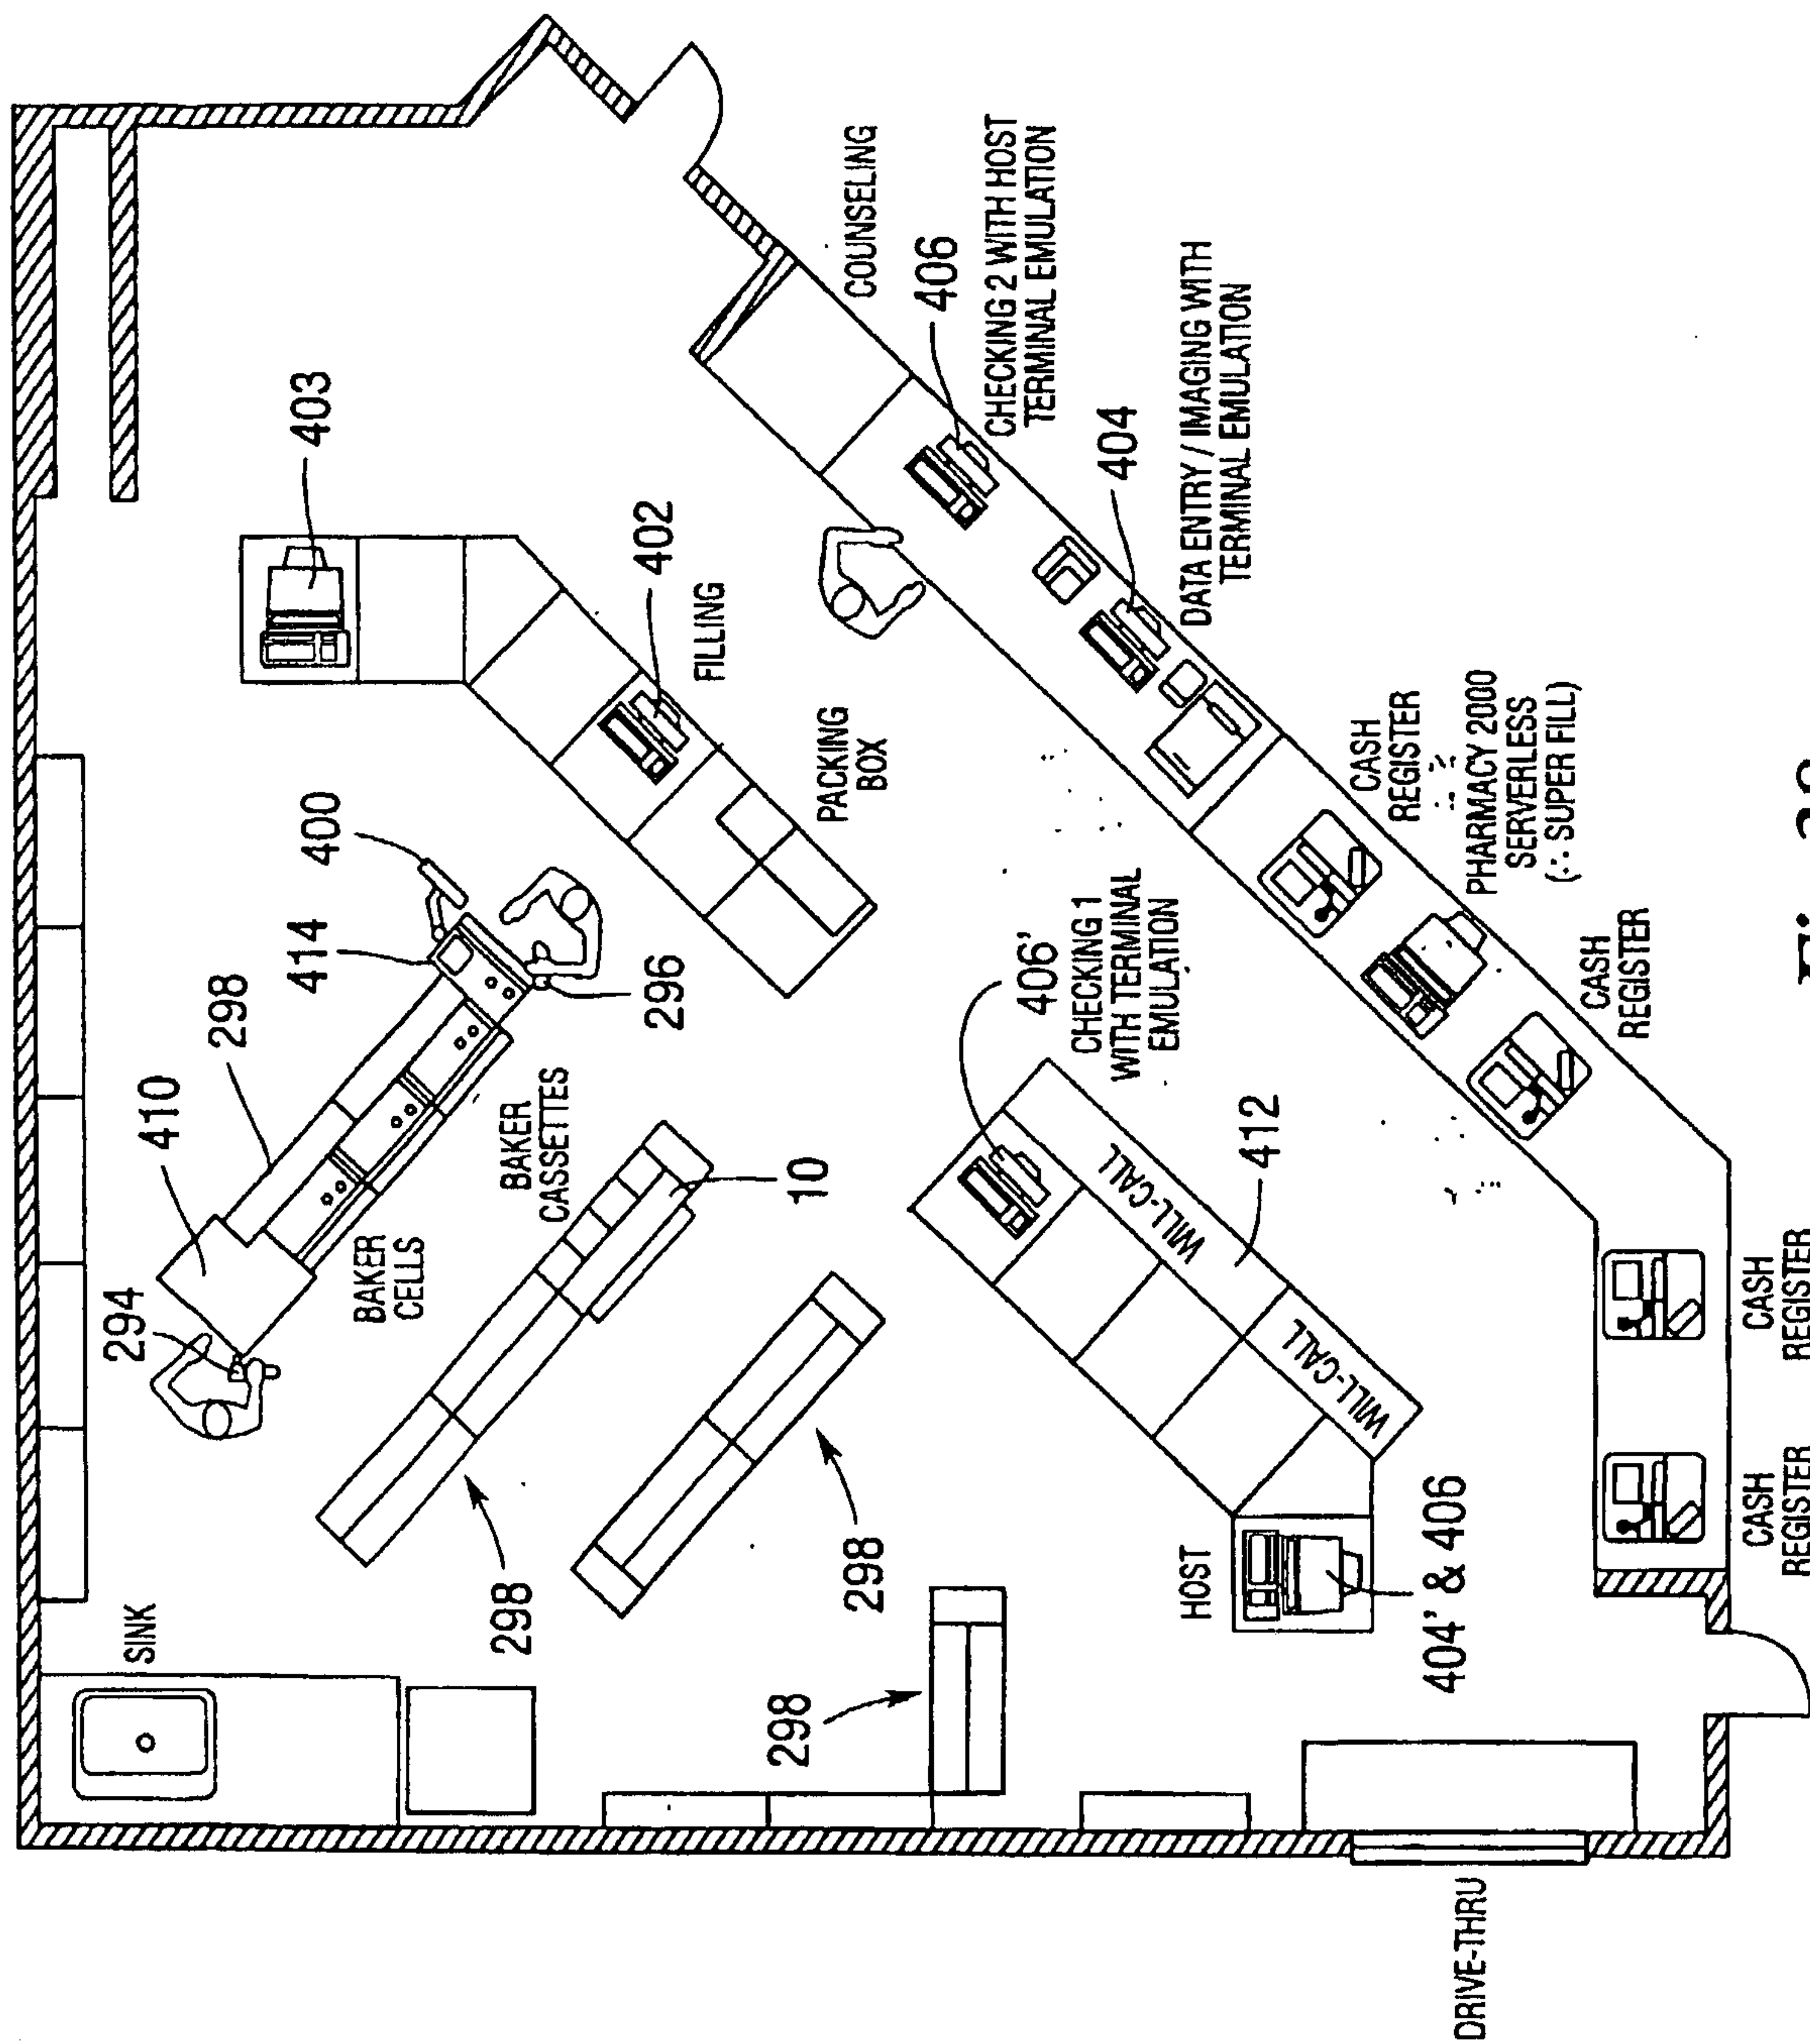 SINK
294
410
298
414
400
403
BAKER
CELLS
BAKER
CASSETTES
298
296
402
FILLING
10
298
298
PACKING
BOX
COUNSELING
406
CHECKING 2 WITH HOST
TERMINAL EMULATION
406'
CHECKING 1
WITH TERMINAL
EMULATION
404
DATA ENTRY / IMAGING WITH
TERMINAL EMULATION
WILL-CALL
412
WILL-CALL
HOST
404' & 406
CASH
REGISTER
PHARMACY 2000
SERVERLESS
(-: SUPER FILL)
DRIVE-THRU
CASH
REGISTER
CASH
REGISTER
CASH
REGISTER